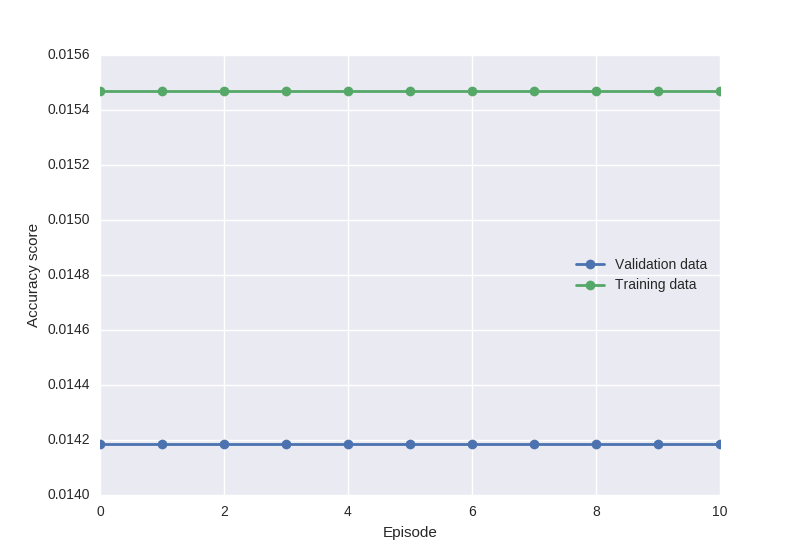 0.0156
0.0154
0.0152
0.0150
0.0148
0.0146
0.0144
0.0142
0.0140
Accuracy score
Validation data
Training data
0 2 4 6 8 10
Episode